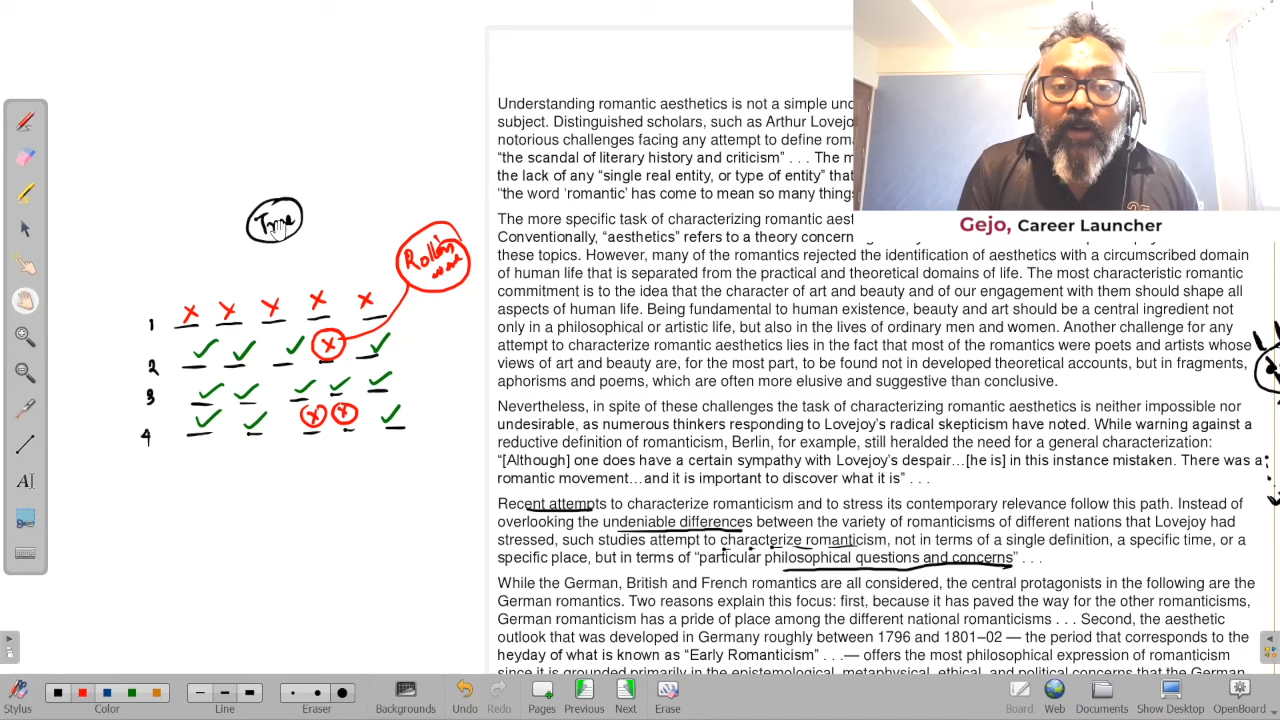 Understanding romantic aesthetics is not a simple
subject. Distinguished scholars, such as Arthur
notorious challenges facing any attempt to define
“the scandal of literary history and criticism” . . . The
the lack of any “single real entity, or type of entity” that
“the word ‘romantic’ has come to mean so many things
Gejo, Career Launcher
The more specific task of characterizing romantic
Conventionally, “aesthetics” refers to a theory
these topics. However, many of the romantics rejected the identification of aesthetics with a circumscribed domain
of human life that is separated from the practical and theoretical domains of life. The most characteristic romantic
commitment is to the idea that the character of art and beauty and of our engagement with them should shape all
aspects of human life. Being fundamental to human existence, beauty and art should be a central ingredient not
only in a philosophical or artistic life, but also in the lives of ordinary men and women. Another challenge for any
attempt to characterize romantic aesthetics lies in the fact that most of the romantics were poets and artists whose
views of art and beauty are, for the most part, to be found not in developed theoretical accounts, but in fragments,
aphorisms and poems, which are often more elusive and suggestive than conclusive.
Nevertheless, in spite of these challenges the task of characterizing romantic aesthetics is neither impossible nor
undesirable, as numerous thinkers responding to Lovejoy’s radical skepticism have noted. While warning against a
reductive definition of romanticism, Berlin, for example, still heralded the need for a general characterization:
“[Although] one does have a certain sympathy with Lovejoy’s despair…[he is] in this instance mistaken. There was a
romantic movement…and it is important to discover what it is” . . .
Recent attempts to characterize romanticism and to stress its contemporary relevance follow this path. Instead of
overlooking the undeniable differences between the variety of romanticisms of different nations that Lovejoy had
stressed, such studies attempt to characterize romanticism, not in terms of a single definition, a specific time, or a
specific place, but in terms of “particular philosophical questions and concerns” . . .
While the German, British and French romantics are all considered, the central protagonists in the following are the
German romantics. Two reasons explain this focus: first, because it has paved the way for the other romanticisms,
German romanticism has a pride of place among the different national romanticisms . . . Second, the aesthetic
outlook that was developed in Germany roughly between 1796 and 1801–02 — the period that corresponds to the
heyday of what is known as “Early Romanticism” . . .— offers the most philosophical expression of romanticism
since it is grounded primarily in the epistemological, metaphysical, ethical, and political concerns that the German
Time
Rolling
1
2
3
4
Stylus
Color
Line
Eraser
Backgrounds
Undo
Redo
Pages
Previous
Next
Erase
Board
Web
Documents
Show Desktop
OpenBoard